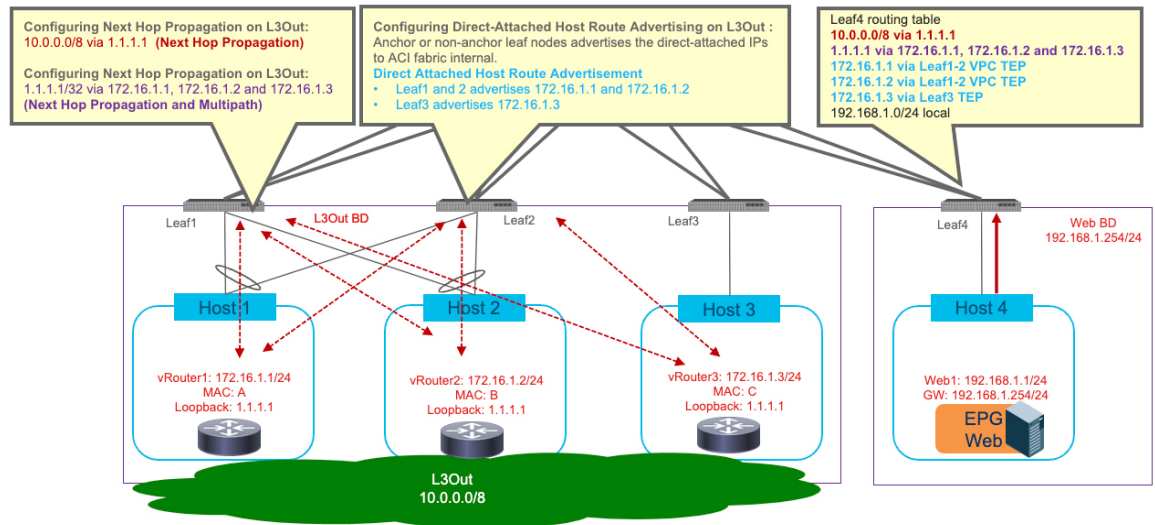 Configuring Next Hop Propagation on L3Out:
10.0.0.0/8 via 1.1.1.1 (Next Hop Propagation)
Configuring Next Hop Propagation on L3Out:
1.1.1.1/32 via 172.16.1.1, 172.16.1.2 and 172.16.1.3
(Next Hop Propagation and Multipath)
Configuring Direct-Attached Host Route Advertising on L3Out :
Anchor or non-anchor leaf nodes advertises the direct-attached IPs
to ACI fabric internal.
Direct Attached Host Route Advertisement
• Leaf1 and 2 advertises 172.16.1.1 and 172.16.1.2
• Leaf3 advertises 172.16.1.3
Leaf4 routing table
10.0.0.0/8 via 1.1.1.1
1.1.1.1 via 172.16.1.1, 172.16.1.2 and 172.16.1.3
172.16.1.1 via Leaf1-2 VPC TEP
172.16.1.2 via Leaf1-2 VPC TEP
172.16.1.3 via Leaf3 TEP
192.168.1.0/24 local
Leaf1
L3Out BD
Leaf2
Leaf3
Leaf4
Web BD
192.168.1.254/24
Host 1
Host 2
Host 3
Host 4
vRouter1: 172.16.1.1/24
MAC: A
Loopback: 1.1.1.1
vRouter2: 172.16.1.2/24
MAC: B
Loopback: 1.1.1.1
vRouter3: 172.16.1.3/24
MAC: C
Loopback: 1.1.1.1
Web1: 192.168.1.1/24
GW: 192.168.1.254/24
EPG
Web
L3Out
10.0.0.0/8